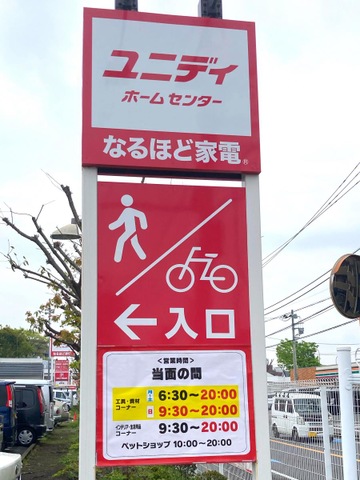 ユニディ
ホームセンター
なるほど家電®
←入口
<営業時間>
当面の間
工具・資材
コーナー
月〜土 6:30~20:00
日 9:30~20:00
インテリア・生活用品
コーナー 9:30~20:00
ペットショップ 10:00~20:00